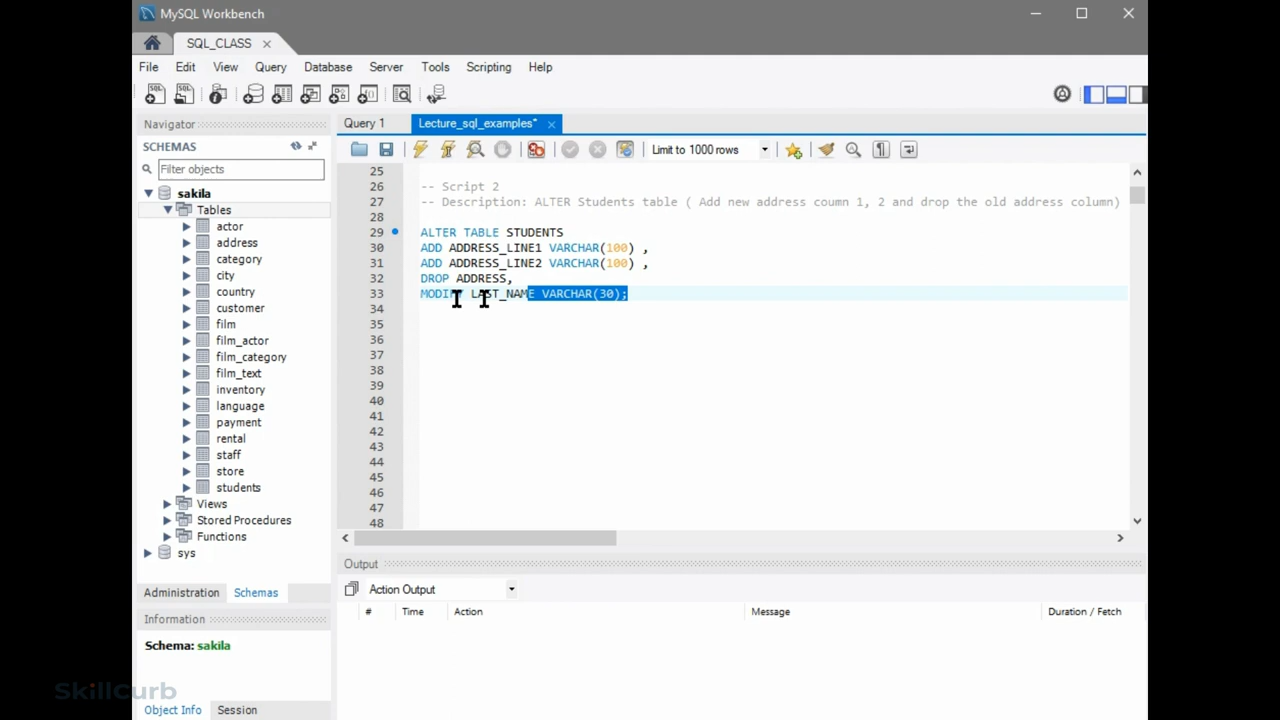 MySQL Workbench
SQL_CLASS
File Edit View Query Database Server Tools Scripting Help
Navigator
SCHEMAS
Filter objects
sakila
Tables
actor
address
category
city
country
customer
film
film_actor
film_category
film_text
inventory
language
payment
rental
staff
store
students
Views
Stored Procedures
Functions
sys
Administration Schemas
Information
Schema: sakila
Object Info Session
Query 1 Lecture_sql_examples*
Limit to 1000 rows
25
26 -- Script 2
27 -- Description: ALTER Students table ( Add new address coumn 1, 2 and drop the old address column)
28
29 ALTER TABLE STUDENTS
30 ADD ADDRESS_LINE1 VARCHAR(100) ,
31 ADD ADDRESS_LINE2 VARCHAR(100) ,
32 DROP ADDRESS,
33 MODIFY LAST_NAME VARCHAR(30);
34
35
36
37
38
39
40
41
42
43
44
45
46
47
48
Output
Action Output
# Time Action Message Duration / Fetch
SkillCurb